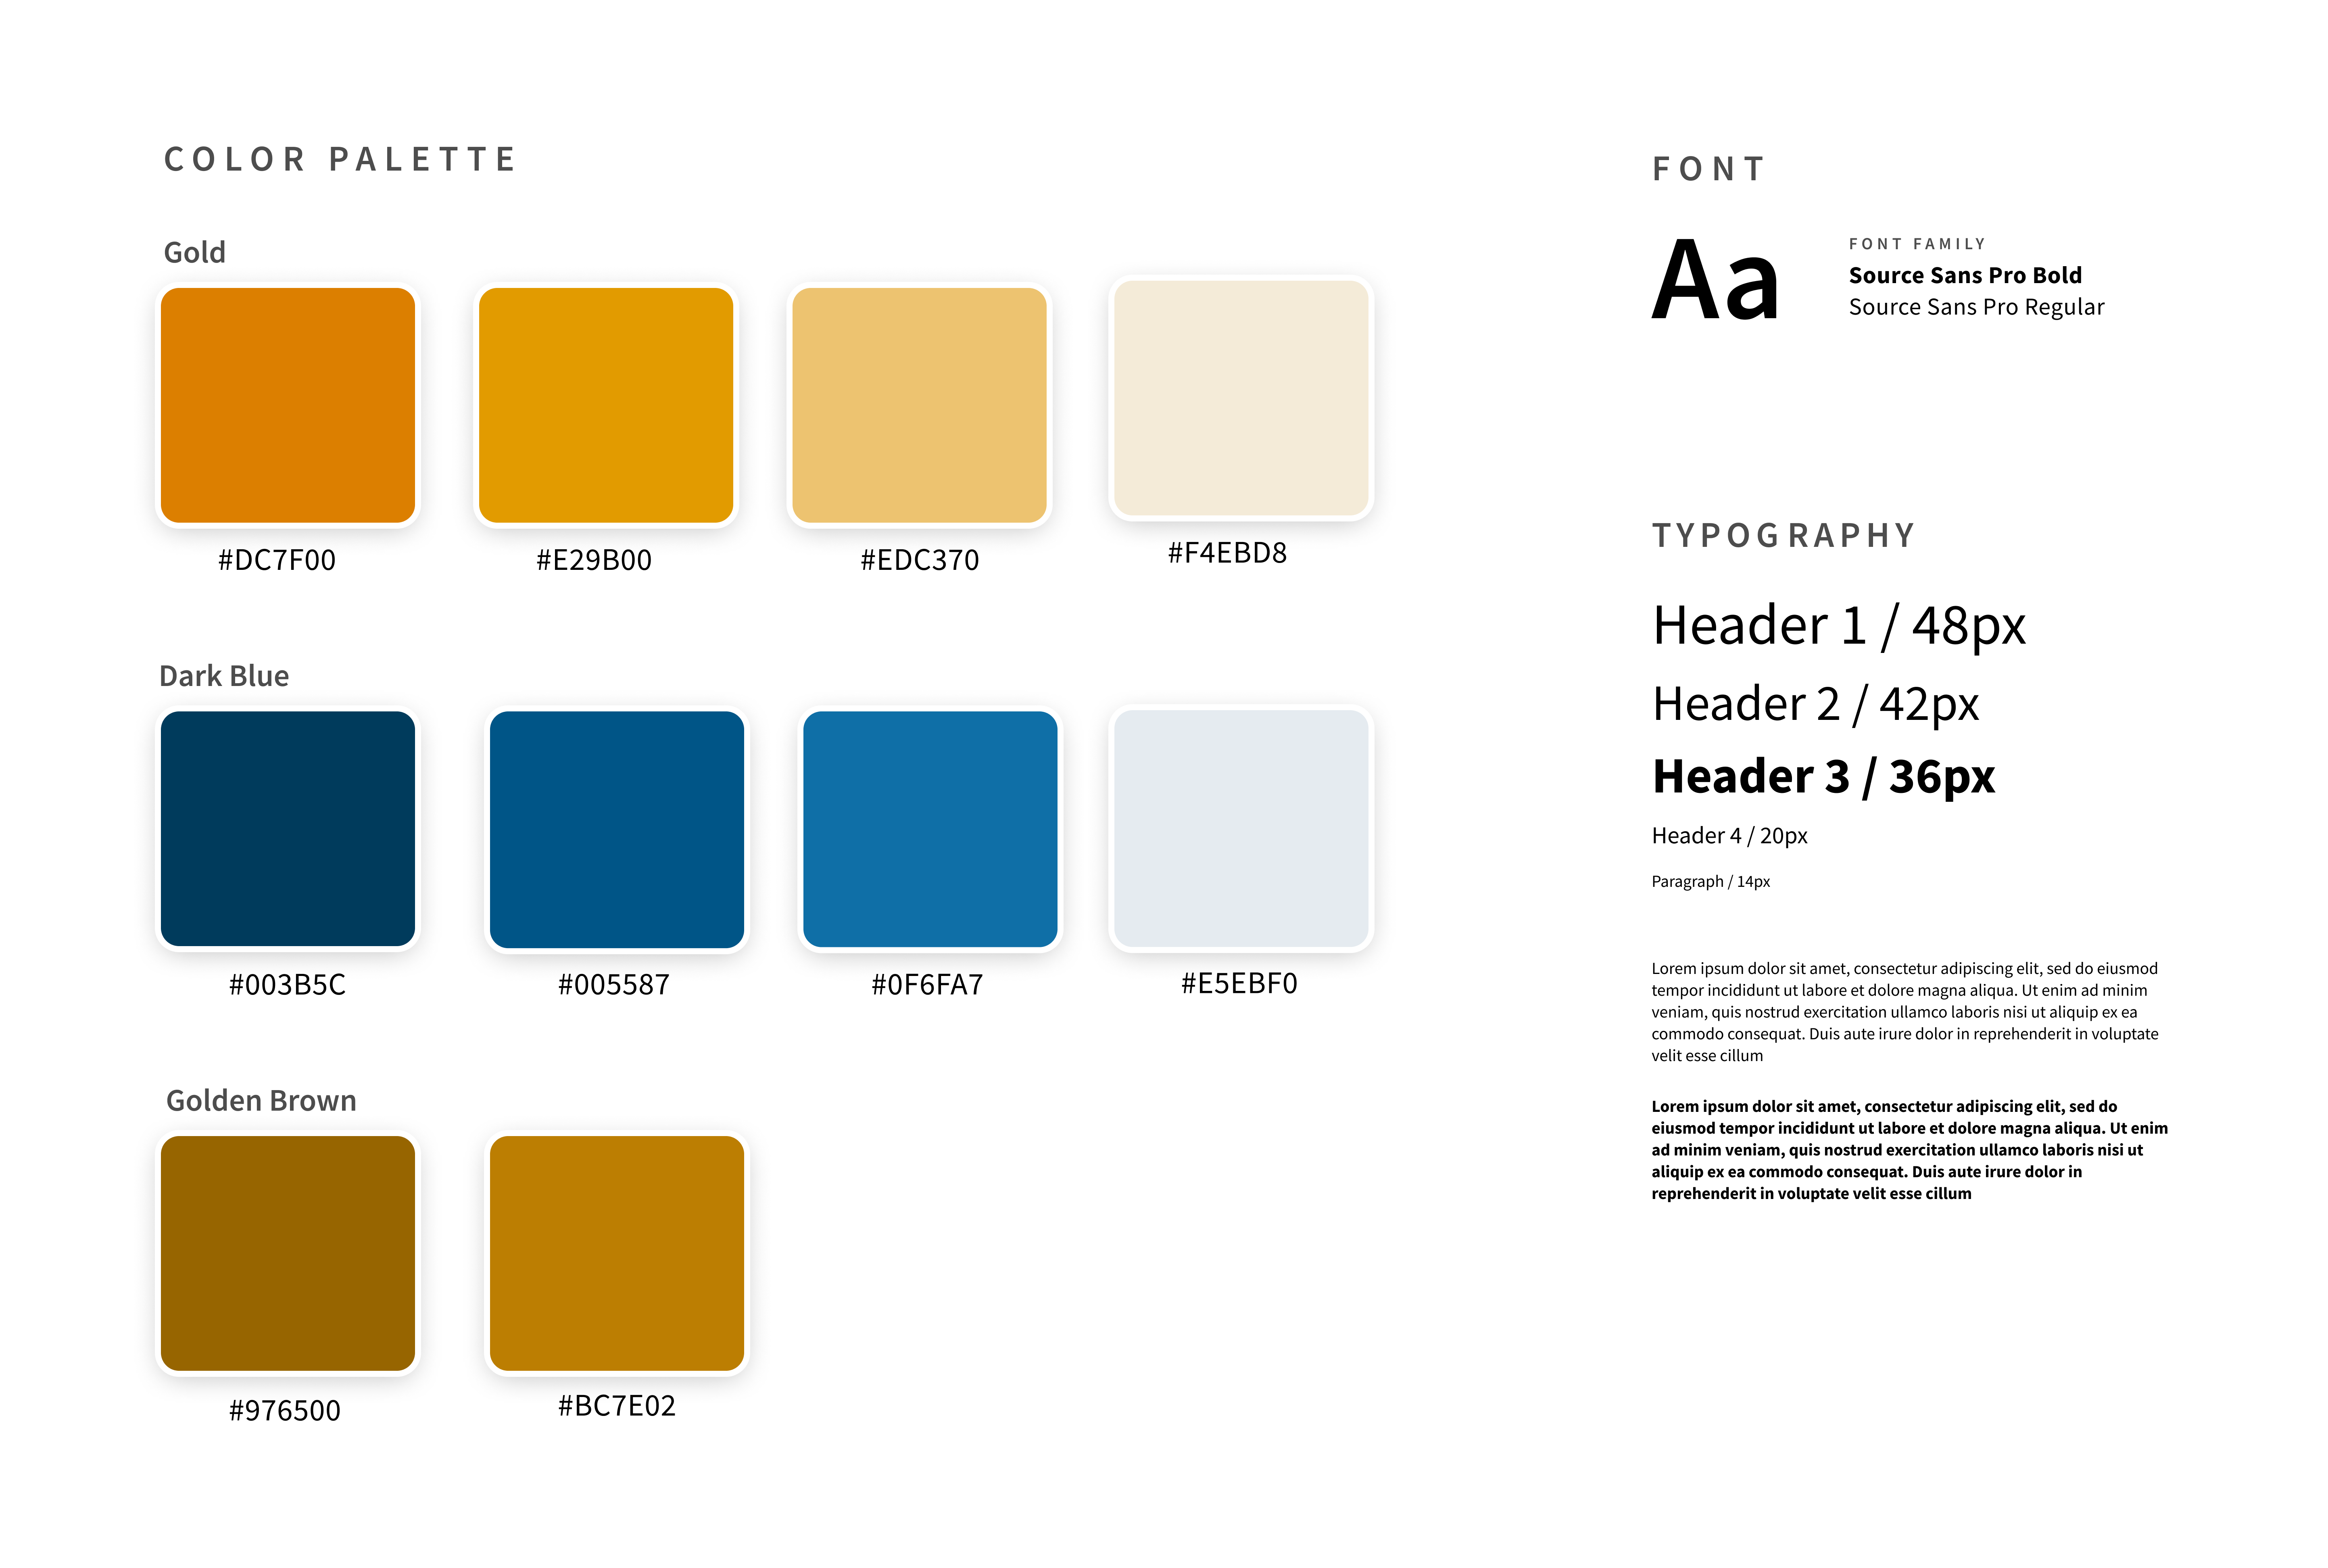 COLOR PALETTE
Gold
#DC7F00
#E29B00
#EDC370
#F4EBD8
Dark Blue
#003B5C
#005587
#0F6FA7
#E5EBF0
Golden Brown
#976500
#BC7E02
FONT
Aa
FONT FAMILY
Source Sans Pro Bold
Source Sans Pro Regular
TYPOGRAPHY
Header 1 / 48px
Header 2 / 42px
Header 3 / 36px
Header 4 / 20px
Paragraph / 14px
Lorem ipsum dolor sit amet, consectetur adipiscing elit, sed do eiusmod
tempor incididunt ut labore et dolore magna aliqua. Ut enim ad minim
veniam, quis nostrud exercitation ullamco laboris nisi ut aliquip ex ea
commodo consequat. Duis aute irure dolor in reprehenderit in voluptate
velit esse cillum
Lorem ipsum dolor sit amet, consectetur adipiscing elit, sed do
eiusmod tempor incididunt ut labore et dolore magna aliqua. Ut enim
ad minim veniam, quis nostrud exercitation ullamco laboris nisi ut
aliquip ex ea commodo consequat. Duis aute irure dolor in
reprehenderit in voluptate velit esse cillum